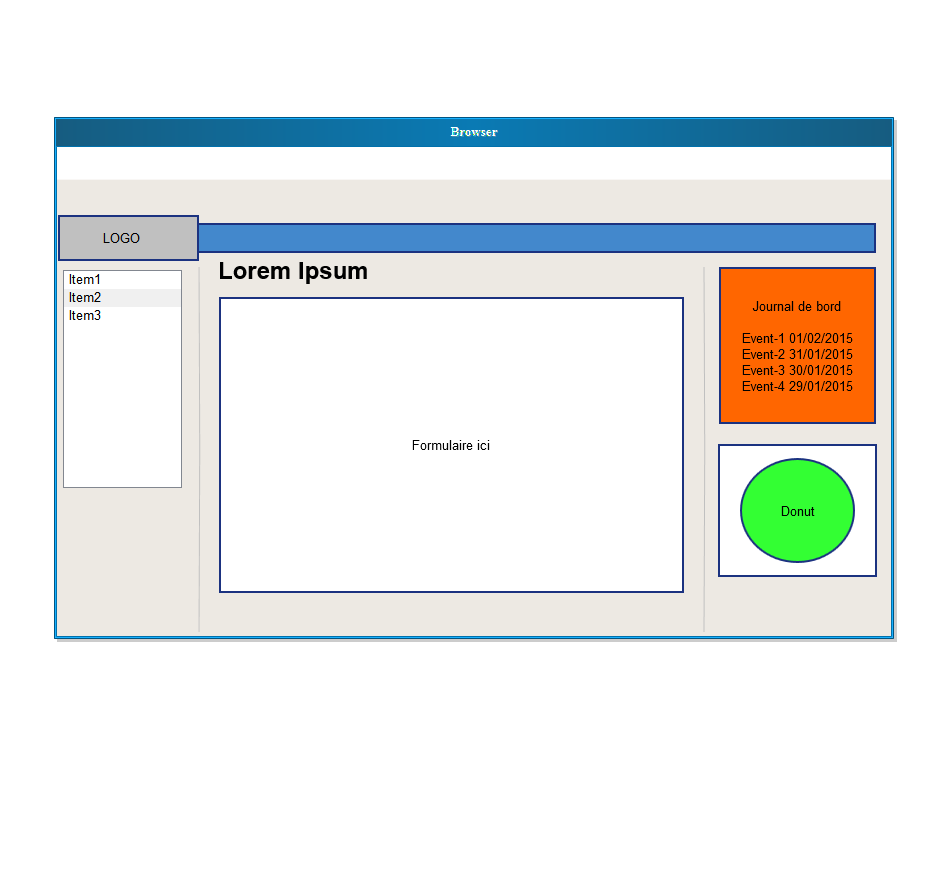 Browser
LOGO
Item1
Item2
Item3
Lorem Ipsum
Formulaire ici
Journal de bord
Event-1 01/02/2015
Event-2 31/01/2015
Event-3 30/01/2015
Event-4 29/01/2015
Donut